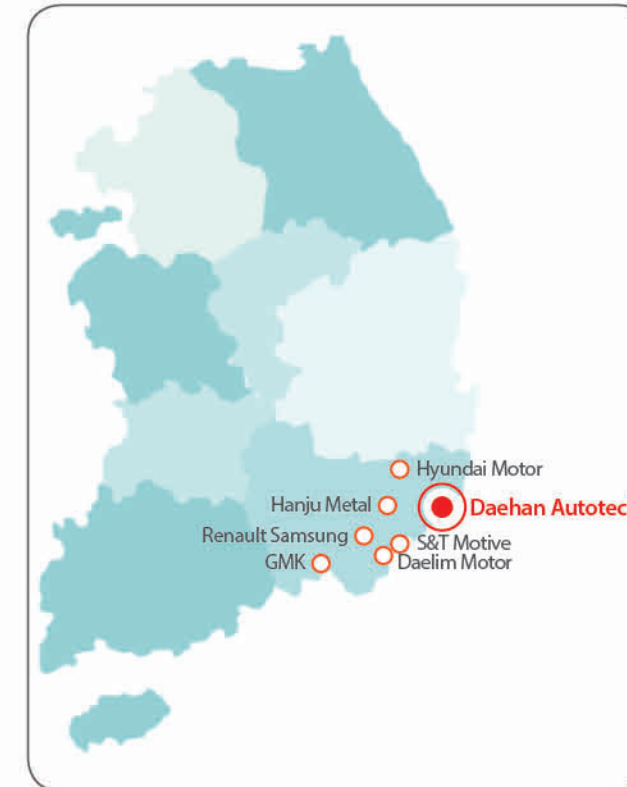 Hyundai Motor
Hanju Metal
Daehan Autotec
Renault Samsung
S&T Motive
GMK
Daelim Motor